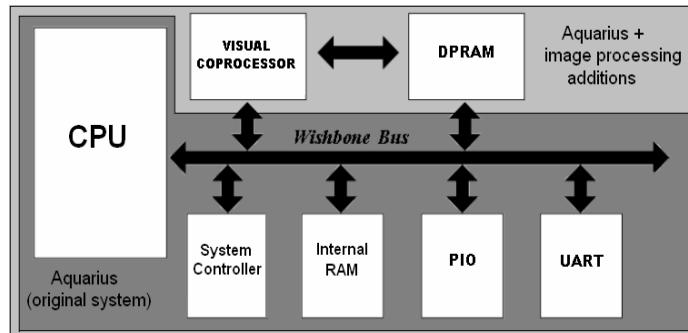 VISUAL
COPROCESSOR
DPRAM
Aquarius +
image processing
additions
CPU
Wishbone Bus
System
Controller
Internal
RAM
PIO
UART
Aquarius
(original system)